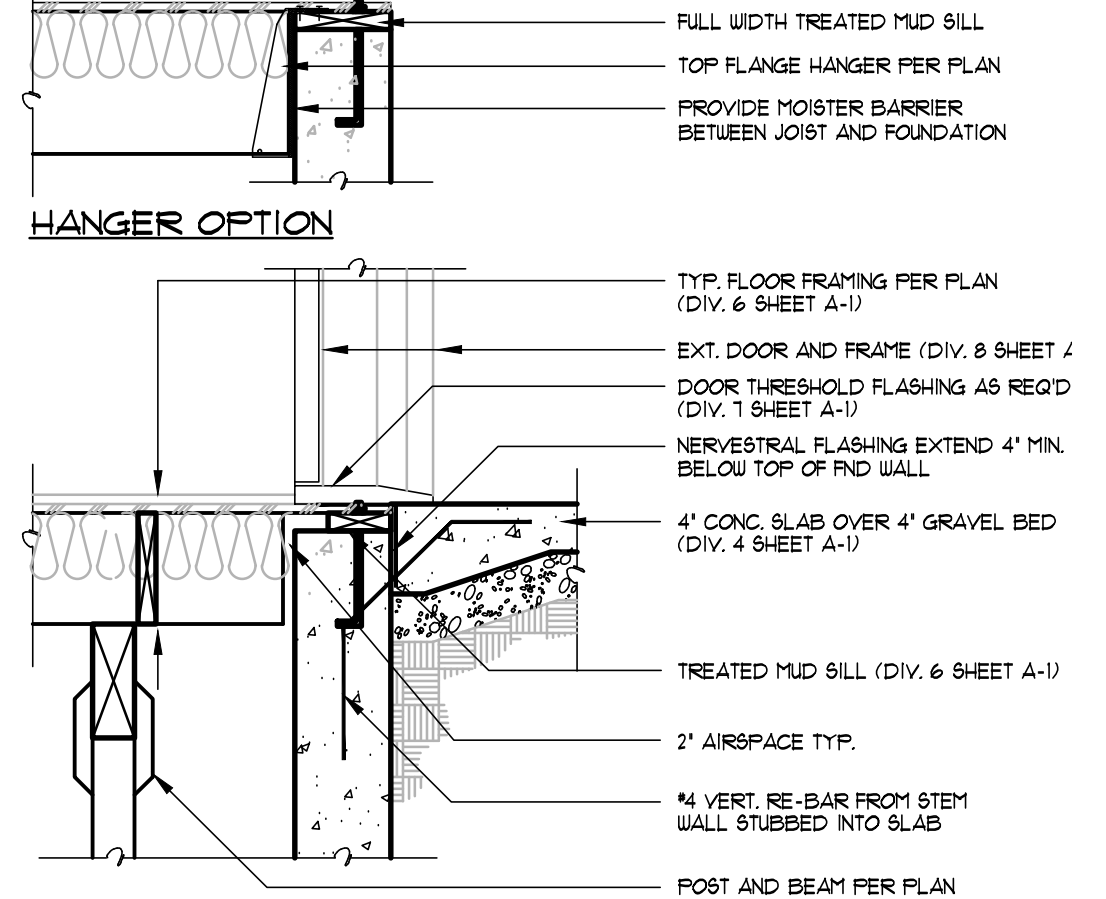 FULL WIDTH TREATED MUD SILL
TOP FLANGE HANGER PER PLAN
PROVIDE MOISTER BARRIER
BETWEEN JOIST AND FOUNDATION
HANGER OPTION
TYP. FLOOR FRAMING PER PLAN
(DIV. 6 SHEET A-1)
EXT. DOOR AND FRAME (DIV. 8 SHEET A
DOOR THRESHOLD FLASHING AS REQ'D
(DIV. 7 SHEET A-1)
NERVESTRAL FLASHING EXTEND 4" MIN.
BELOW TOP OF FND WALL
4" CONC. SLAB OVER 4" GRAVEL BED
(DIV. 4 SHEET A-1)
TREATED MUD SILL (DIV. 6 SHEET A-1)
2" AIRSPACE TYP.
#4 VERT. RE-BAR FROM STEM
WALL STUBBED INTO SLAB
POST AND BEAM PER PLAN